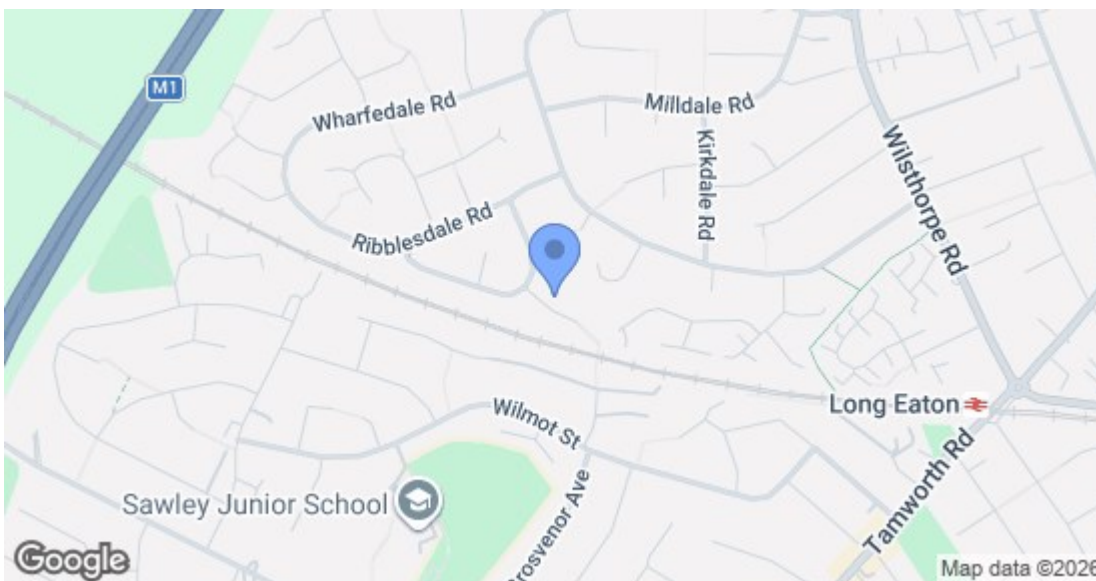 M1
Wharfedale Rd
Milldale Rd
Kirkdale Rd
Wilsthorpe Rd
Ribblesdale Rd
Long Eaton
Wilmot St
Tamworth Rd
Sawley Junior School
Grosvenor Ave
Google
Map data ©2026